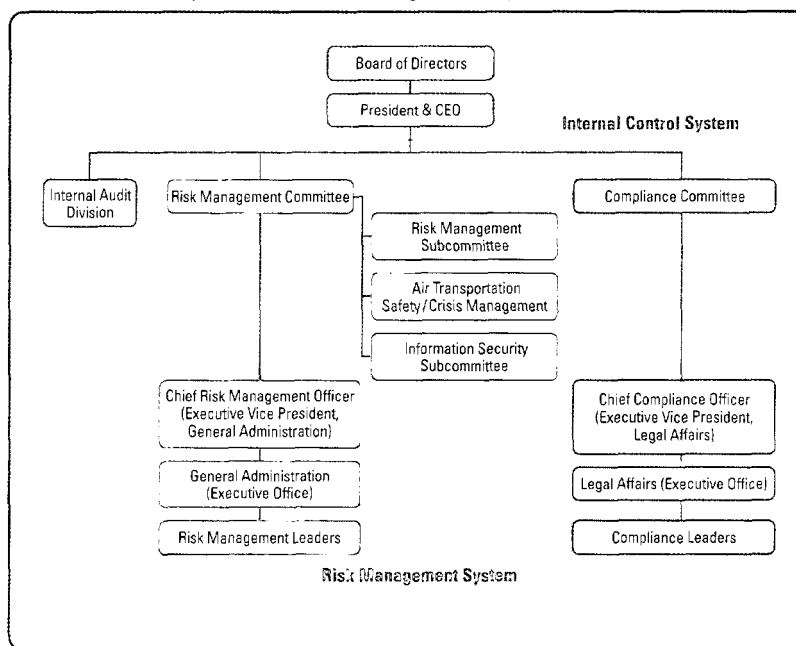 Board of Directors
President & CEO
Internal Control System
Internal Audit
Division
Risk Management Committee
Compliance Committee
Risk Management
Subcommittee
Air Transportation
Safety/Crisis Management
Information Security
Subcommittee
Chief Risk Management Officer
(Executive Vice President,
General Administration)
Chief Compliance Officer
(Executive Vice President,
Legal Affairs)
General Administration
(Executive Office)
Legal Affairs (Executive Office)
Risk Management Leaders
Compliance Leaders
Risk Management System